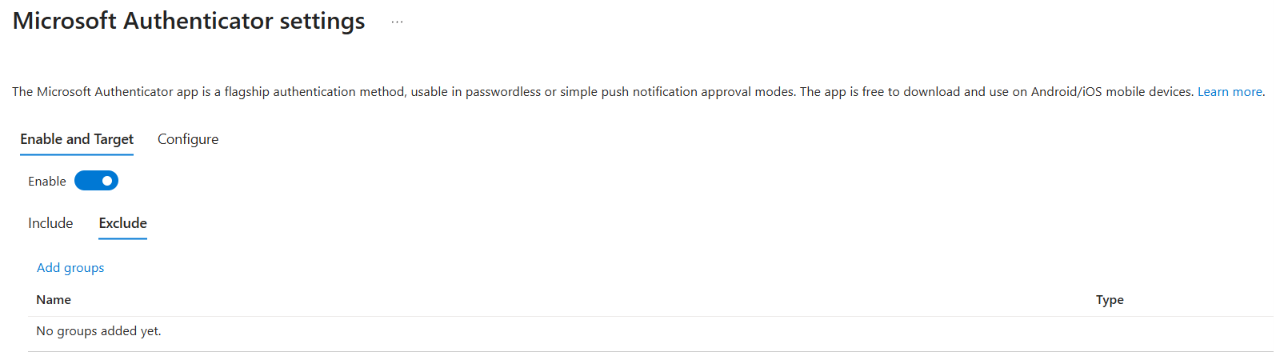 Microsoft Authenticator settings ...
The Microsoft Authenticator app is a flagship authentication method, usable in passwordless or simple push notification approval modes. The app is free to download and use on Android/iOS mobile devices. Learn more.
Enable and Target Configure
Enable
Include Exclude
Add groups
Name Type
No groups added yet.